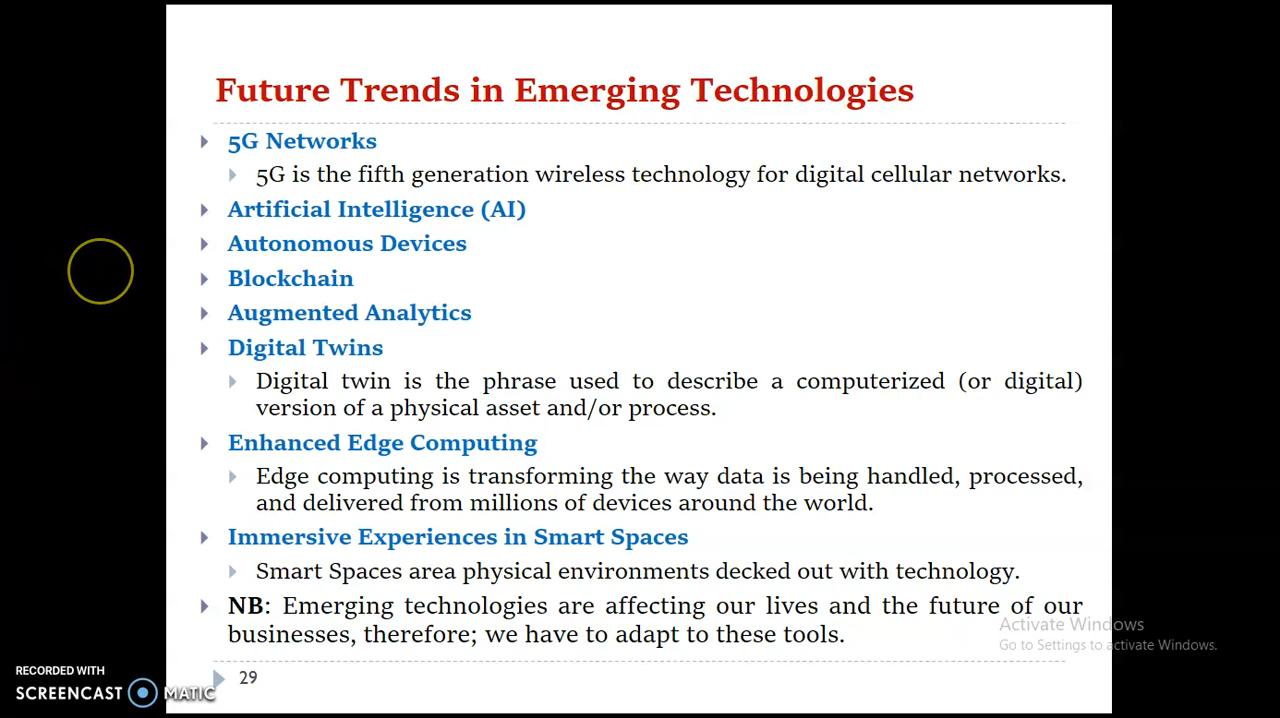 Future Trends in Emerging Technologies
5G Networks
5G is the fifth generation wireless technology for digital cellular networks.
Artificial Intelligence (AI)
Autonomous Devices
Blockchain
Augmented Analytics
Digital Twins
Digital twin is the phrase used to describe a computerized (or digital)
version of a physical asset and/or process.
Enhanced Edge Computing
Edge computing is transforming the way data is being handled, processed,
and delivered from millions of devices around the world.
Immersive Experiences in Smart Spaces
Smart Spaces area physical environments decked out with technology.
NB: Emerging technologies are affecting our lives and the future of our
businesses, therefore; we have to adapt to these tools.
Activate Windows
Go to Settings to activate Windows.
29
RECORDED WITH
SCREENCAST MATIC